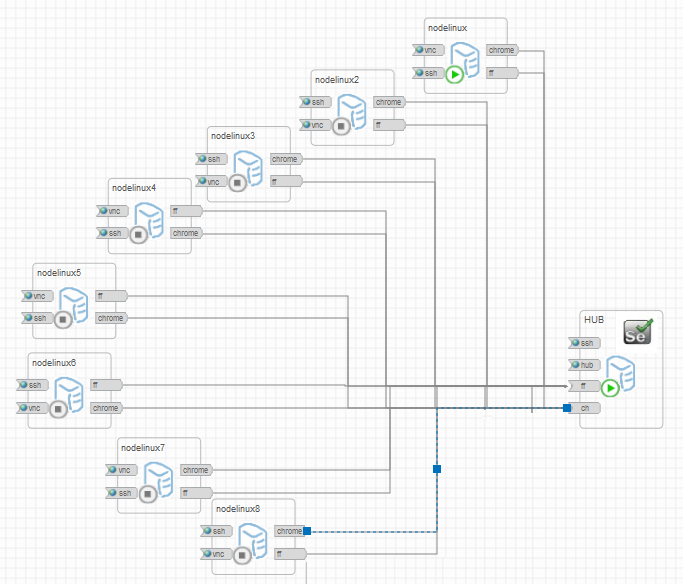 nodelinux
vnc chrome
ssh ff
nodelinux2
ssh chrome
vnc ff
nodelinux3
ssh chrome
vnc ff
nodelinux4
vnc ff
ssh chrome
nodelinux5
vnc ff
ssh chrome
HUB
Se
ssh
hub
ff
ch
nodelinux6
ssh ff
vnc chrome
nodelinux7
vnc chrome
ssh ff
nodelinux8
ssh chrome
vnc ff